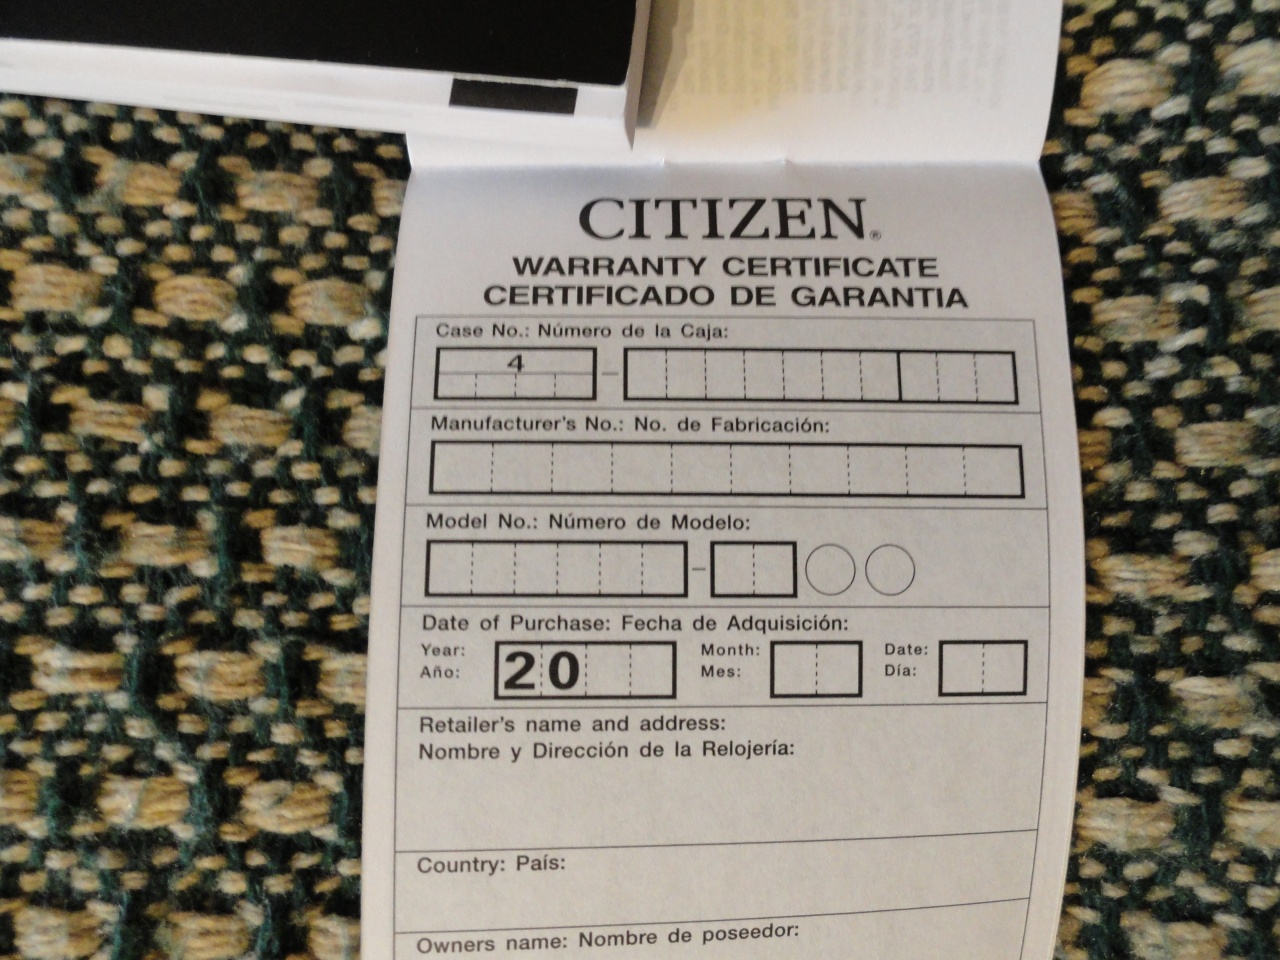 CITIZEN®
WARRANTY CERTIFICATE
CERTIFICADO DE GARANTIA
Case No.: Número de la Caja:
4 –
Manufacturer's No.: No. de Fabricación:
Model No.: Número de Modelo:
–
Date of Purchase: Fecha de Adquisición:
Year: 20 Month: Date:
Año: Mes: Día:
Retailer's name and address:
Nombre y Dirección de la Relojería:
Country: País:
Owners name: Nombre de poseedor: